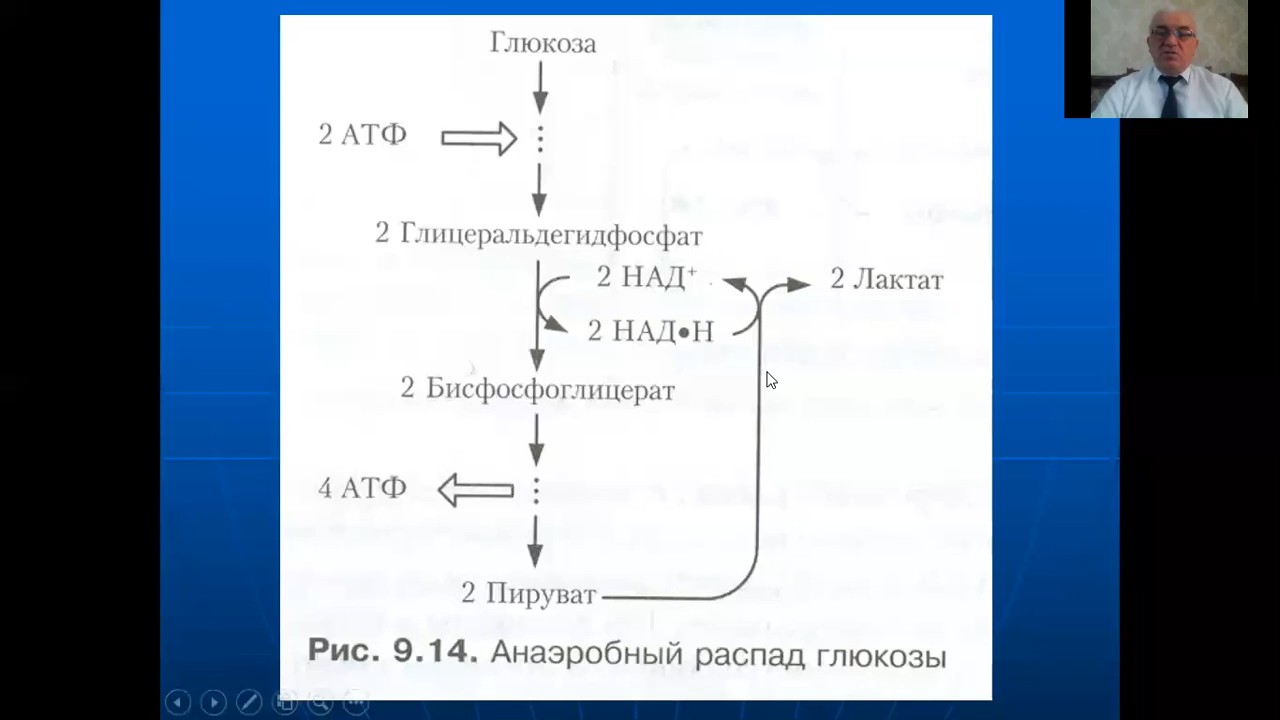 Глюкоза
2 АТФ
2 Глицеральдегидфосфат
2 НАД⁺
2 Лактат
2 НАД•Н
2 Бисфосфоглицерат
4 АТФ
2 Пируват
Рис. 9.14. Анаэробный распад глюкозы